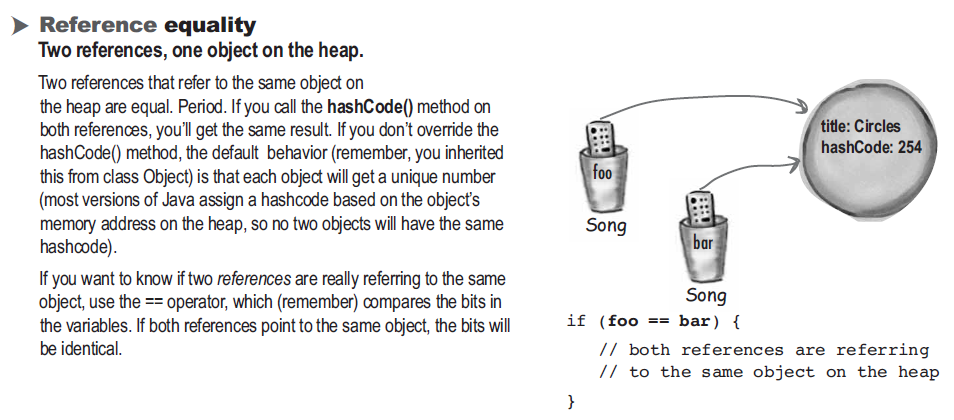 Reference equality
Two references, one object on the heap.
Two references that refer to the same object on
the heap are equal. Period. If you call the hashCode() method on
both references, you'll get the same result. If you don't override the
hashCode() method, the default behavior (remember, you inherited
this from class Object) is that each object will get a unique number
(most versions of Java assign a hashcode based on the object's
memory address on the heap, so no two objects will have the same
hashcode).
If you want to know if two references are really referring to the same
object, use the == operator, which (remember) compares the bits in
the variables. If both references point to the same object, the bits will
be identical.
title: Circles
hashCode: 254
foo
Song
bar
Song
if (foo == bar) {
// both references are referring
// to the same object on the heap
}